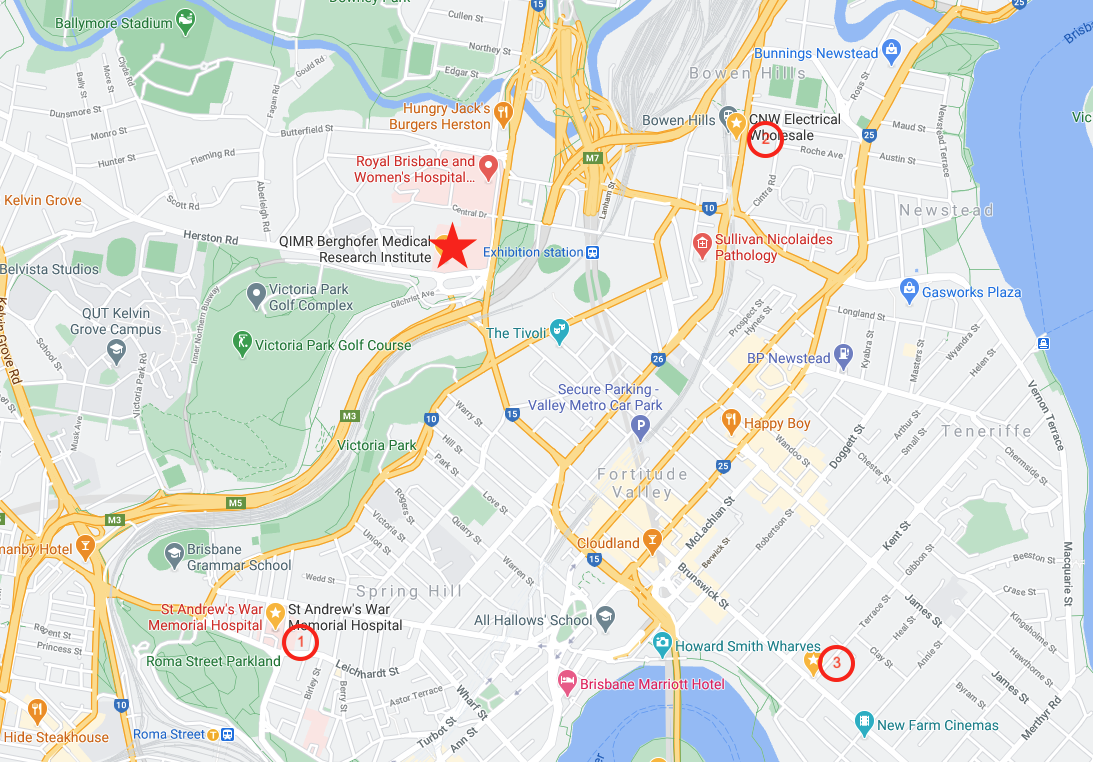 Downey Park
15
25
Cullen St
Ballymore Stadium
Brisb
Northey St
Bunnings Newstead
Gould Rd
Edgar St
Bowen Hills
Clyde Rd
Bally St
More St
Fagan Rd
Ross St
Hungry Jack's
Burgers Herston
Dunsmore St
Bowen Hills
CNW Electrical
Wholesale
Vic
Monro St
Butterfield St
2
25
Maud St
Newstead Terrace
Hunter St
Fleming Rd
M7
Roche Ave
Austin St
Royal Brisbane and
Women's Hospital...
Lanham St
Cintra Rd
Kelvin Grove
Scott Rd
Aberleigh Rd
Central Dr
10
Newstead
Herston Rd
QIMR Berghofer Medical
Research Institute
Exhibition station
Sullivan Nicolaides
Pathology
Belvista Studios
Victoria Park
Golf Complex
Gilchrist Ave
Gasworks Plaza
QUT Kelvin
Grove Campus
Inner Northern Busway
Prospect St
Hynes St
Longland St
Kelvin Grove Rd
School St
Victoria Park Golf Course
The Tivoli
Kyabra St
Masters St
Wyandra St
Helen St
Victoria Park Rd
26
BP Newstead
Secure Parking -
Valley Metro Car Park
Vernon Terrace
M3
10
Warry St
15
Musk Ave
Happy Boy
Arthur St
Small St
Teneriffe
Victoria Park
Hill St
Park St
Wandoo St
Doggett St
Chester St
Chermside St
Fortitude
Valley
25
Rogers St
Love St
M5
McLachlan St
Robertson St
M3
Quarry St
Union St
Kent St
Cloudland
Berwick St
Gibbon St
Beeston St
nanby Hotel
Brisbane
Grammar School
Warren St
15
Brunswick St
Macquarie St
Wedd St
Spring Hill
Chase St
Terrace St
James St
Kingsholme St
St Andrew's War
Memorial Hospital
St Andrew's War
Memorial Hospital
All Hallows' School
Heal St
Regent St
Princess St
1
Howard Smith Wharves
Annie St
Clay St
Hawthorne St
3
Roma Street Parkland
Leichhardt St
Birley St
Berry St
Astor Terrace
Brisbane Marriott Hotel
James St
Byram St
Merthyr Rd
10
Wharf St
Hide Steakhouse
Roma Street
Turbot St
Ann St
New Farm Cinemas